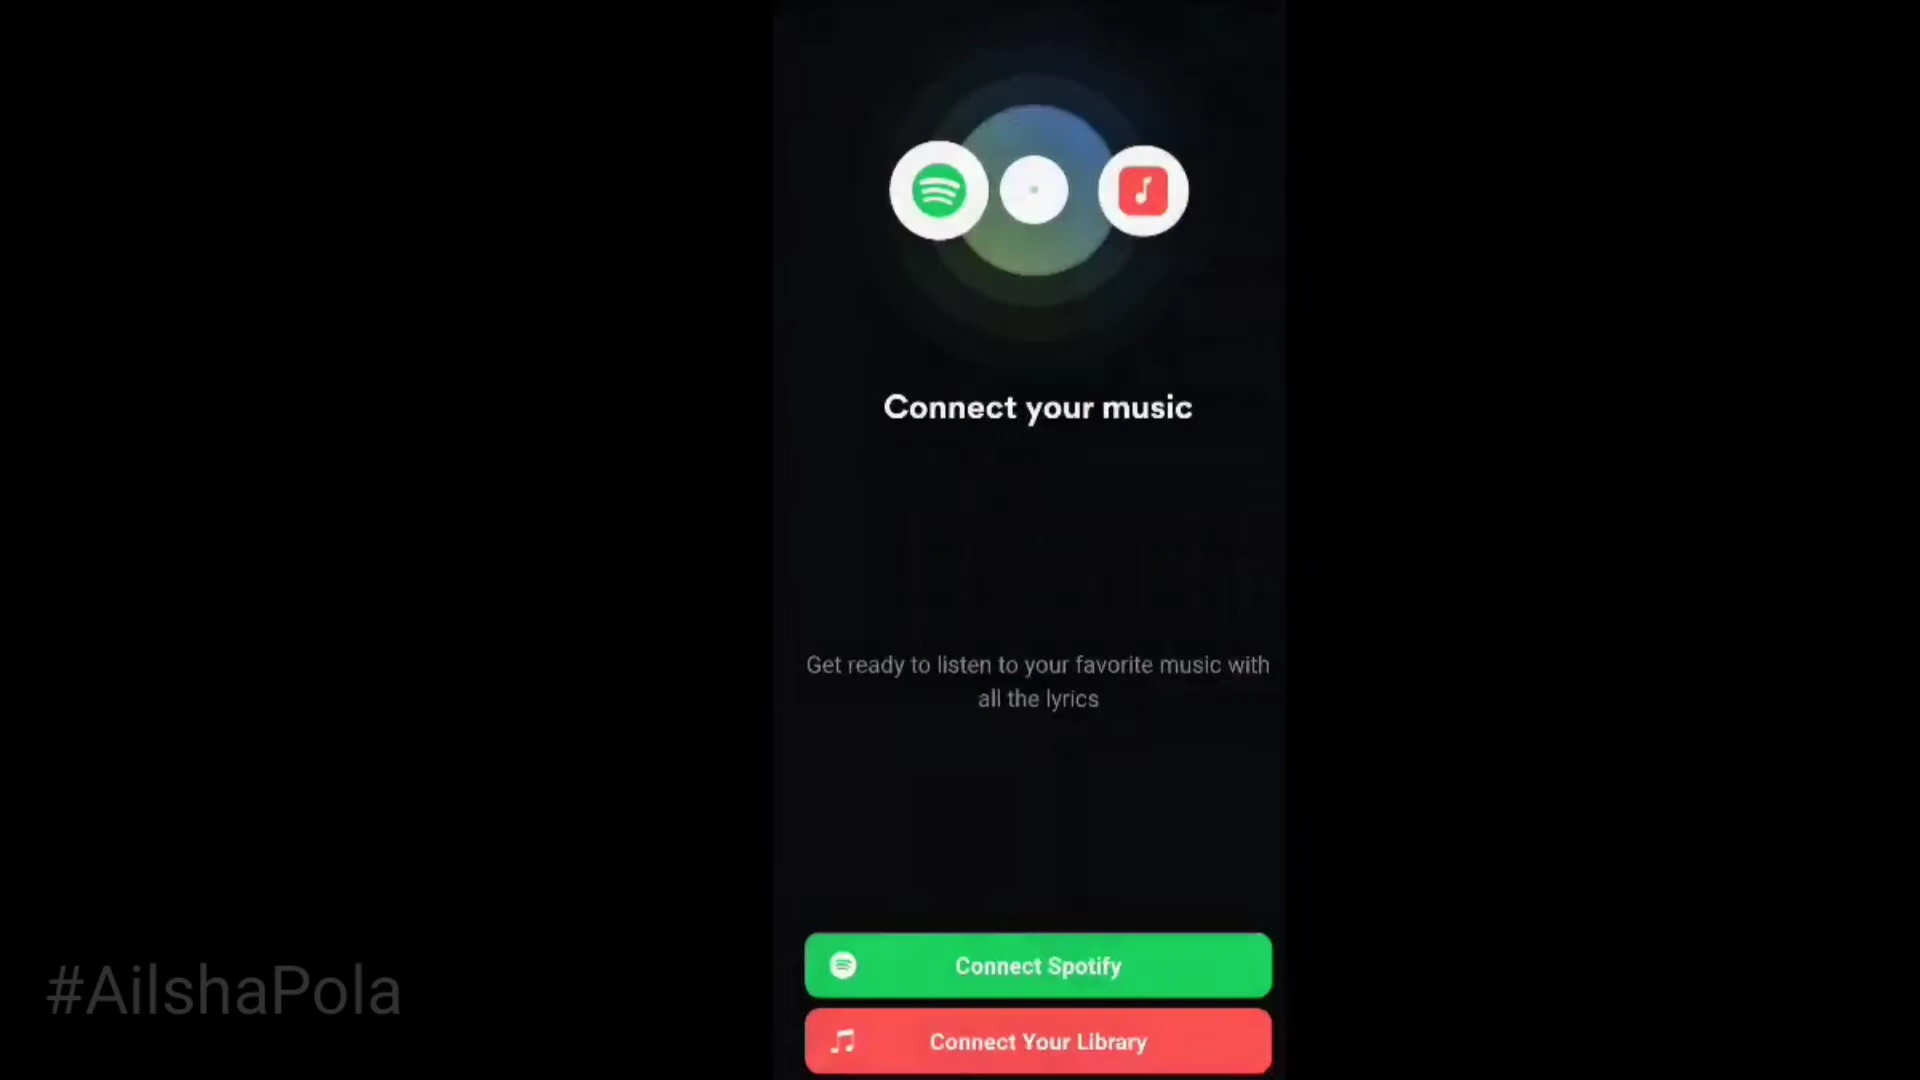 Connect your music
Get ready to listen to your favorite music with
all the lyrics
Connect Spotify
Connect Your Library
#AilshaPola